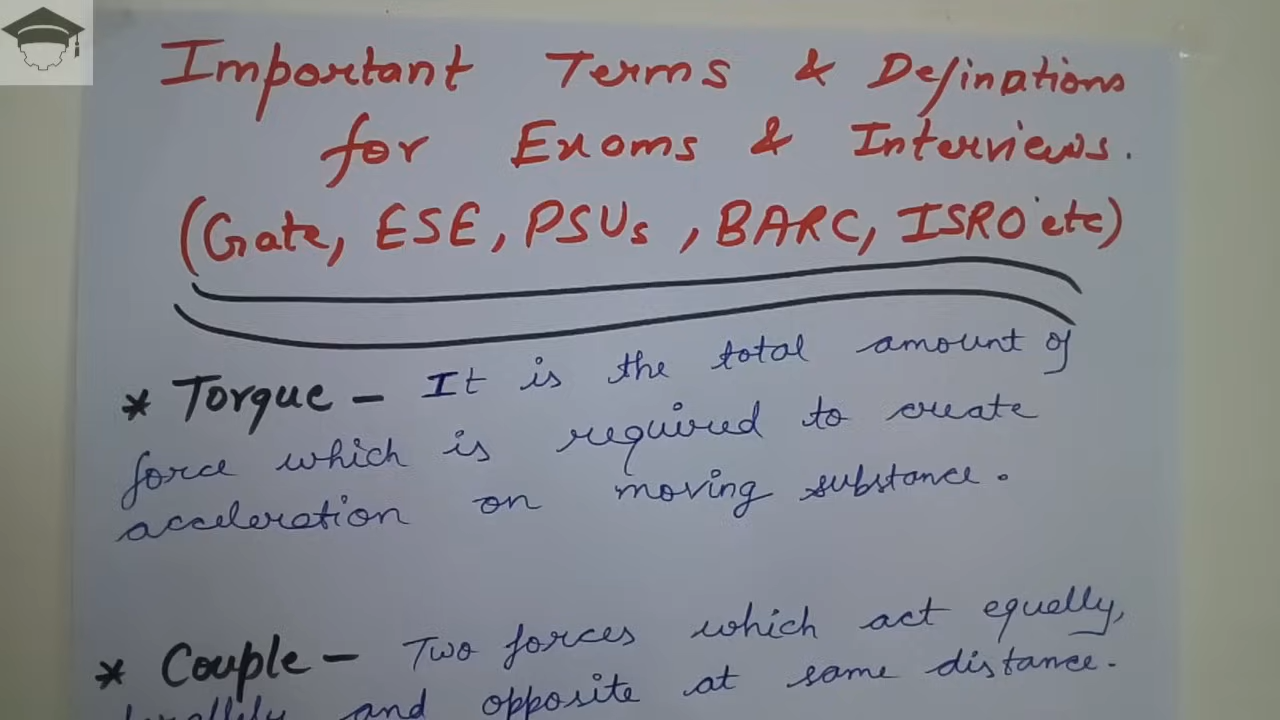 Important Terms & Definations
for Exams & Interviews.
(Gate, ESE, PSUs, BARC, ISRO etc)
* Torque - It is the total amount of
force which is required to create
acceleration on moving substance.
* Couple - Two forces which act equally,
and opposite at same distance.